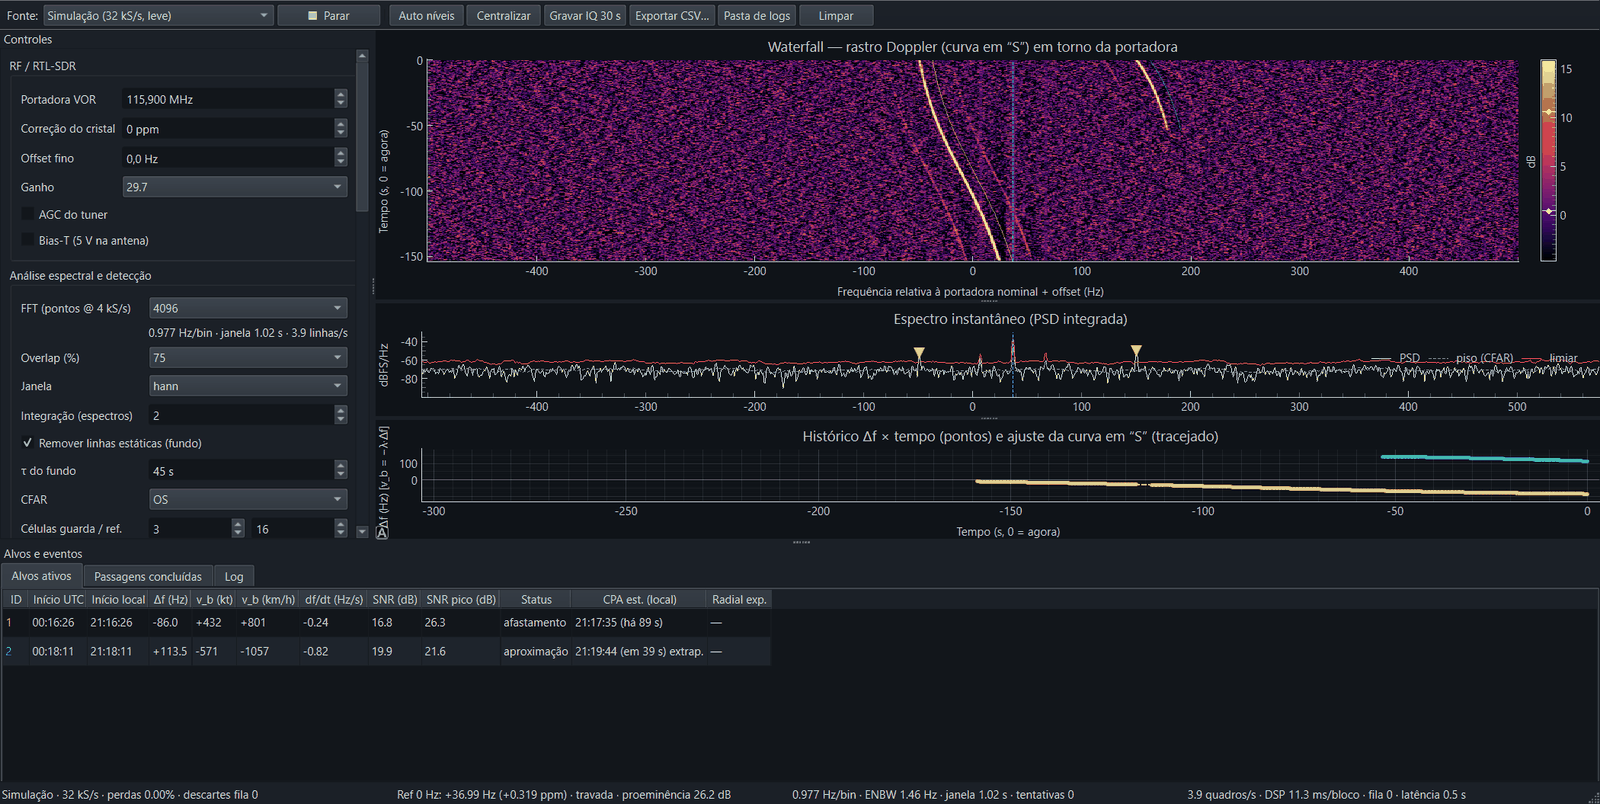 Fonte: Simulação (32 kS/s, leve) Parar Auto níveis Centralizar Gravar IQ 30 s Exportar CSV... Pasta de logs Limpar
Controles
RF / RTL-SDR
Portadora VOR 115,900 MHz
Correção do cristal 0 ppm
Offset fino 0,0 Hz
Ganho 29.7
AGC do tuner
Bias-T (5 V na antena)
Análise espectral e detecção
FFT (pontos @ 4 kS/s) 4096
0.977 Hz/bin · janela 1.02 s · 3.9 linhas/s
Overlap (%) 75
Janela hann
Integração (espectros) 2
Remover linhas estáticas (fundo)
τ do fundo 45 s
CFAR OS
Células guarda / ref. 3 16
Waterfall — rastro Doppler (curva em “S”) em torno da portadora
Tempo (s, 0 = agora)
0
-50
-100
-150
-400 -300 -200 -100 0 100 200 300 400
Frequência relativa à portadora nominal + offset (Hz)
dB
15
10
5
0
Espectro instantâneo (PSD integrada)
dBFS/Hz
-40
-60
-80
PSD piso (CFAR) limiar
-400 -300 -200 -100 0 100 200 300 400 500
Histórico Δf × tempo (pontos) e ajuste da curva em “S” (tracejado)
Δf (Hz) [v_b = −λ·Δf]
100
0
-300 -250 -200 -150 -100 -50 0
A
Tempo (s, 0 = agora)
Alvos e eventos
Alvos ativos Passagens concluídas Log
ID Início UTC Início local Δf (Hz) v_b (kt) v_b (km/h) df/dt (Hz/s) SNR (dB) SNR pico (dB) Status CPA est. (local) Radial exp.
1 00:16:26 21:16:26 -86.0 +432 +801 -0.24 16.8 26.3 afastamento 21:17:35 (há 89 s) —
2 00:18:11 21:18:11 +113.5 -571 -1057 -0.82 19.9 21.6 aproximação 21:19:44 (em 39 s) extrap. —
Simulação · 32 kS/s · perdas 0.00% · descartes fila 0 Ref 0 Hz: +36.99 Hz (+0.319 ppm) · travada · proeminência 26.2 dB 0.977 Hz/bin · ENBW 1.46 Hz · janela 1.02 s · tentativas 0 3.9 quadros/s · DSP 11.3 ms/bloco · fila 0 · latência 0.5 s